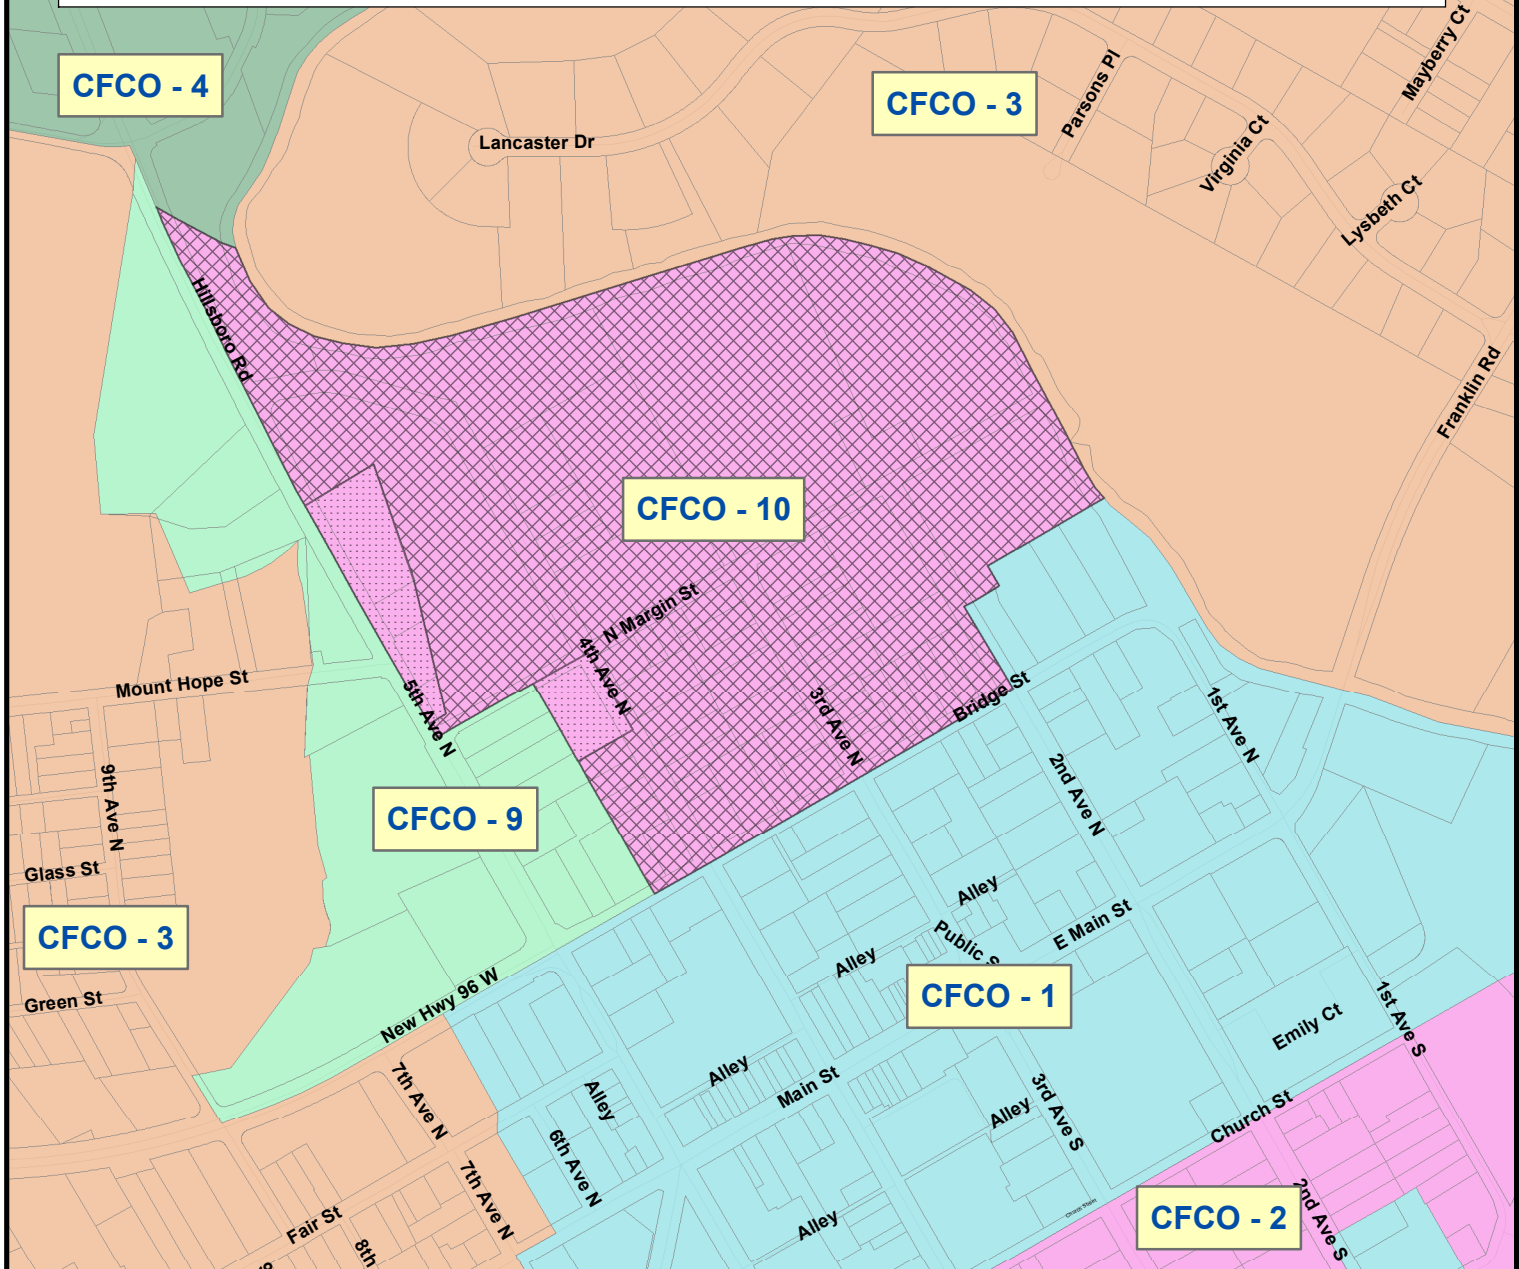 CFCO - 4
CFCO - 3
Mayberry Ct
Parsons Pl
Lancaster Dr
Virginia Ct
Lysbeth Ct
Hillsboro Rd
Franklin Rd
CFCO - 10
N Margin St
4th Ave N
Mount Hope St
5th Ave N
3rd Ave N
Bridge St
1st Ave N
2nd Ave N
9th Ave N
CFCO - 9
Glass St
Alley
E Main St
CFCO - 3
Public S
Alley
CFCO - 1
Green St
New Hwy 96 W
1st Ave S
Emily Ct
Alley
Main St
7th Ave N
Alley
3rd Ave S
Alley
Church St
6th Ave N
7th Ave N
Church Street
CFCO - 2
2nd Ave S
Fair St
Alley
8th